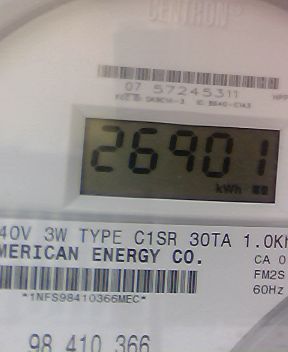 CENTRON®
07 57245311
26901
kWh
40V 3W TYPE C1SR 30TA 1.0Kh
MERICAN ENERGY CO.
CA 0
FM2S
60Hz
*1NFS98410366MEC*
98 410 366